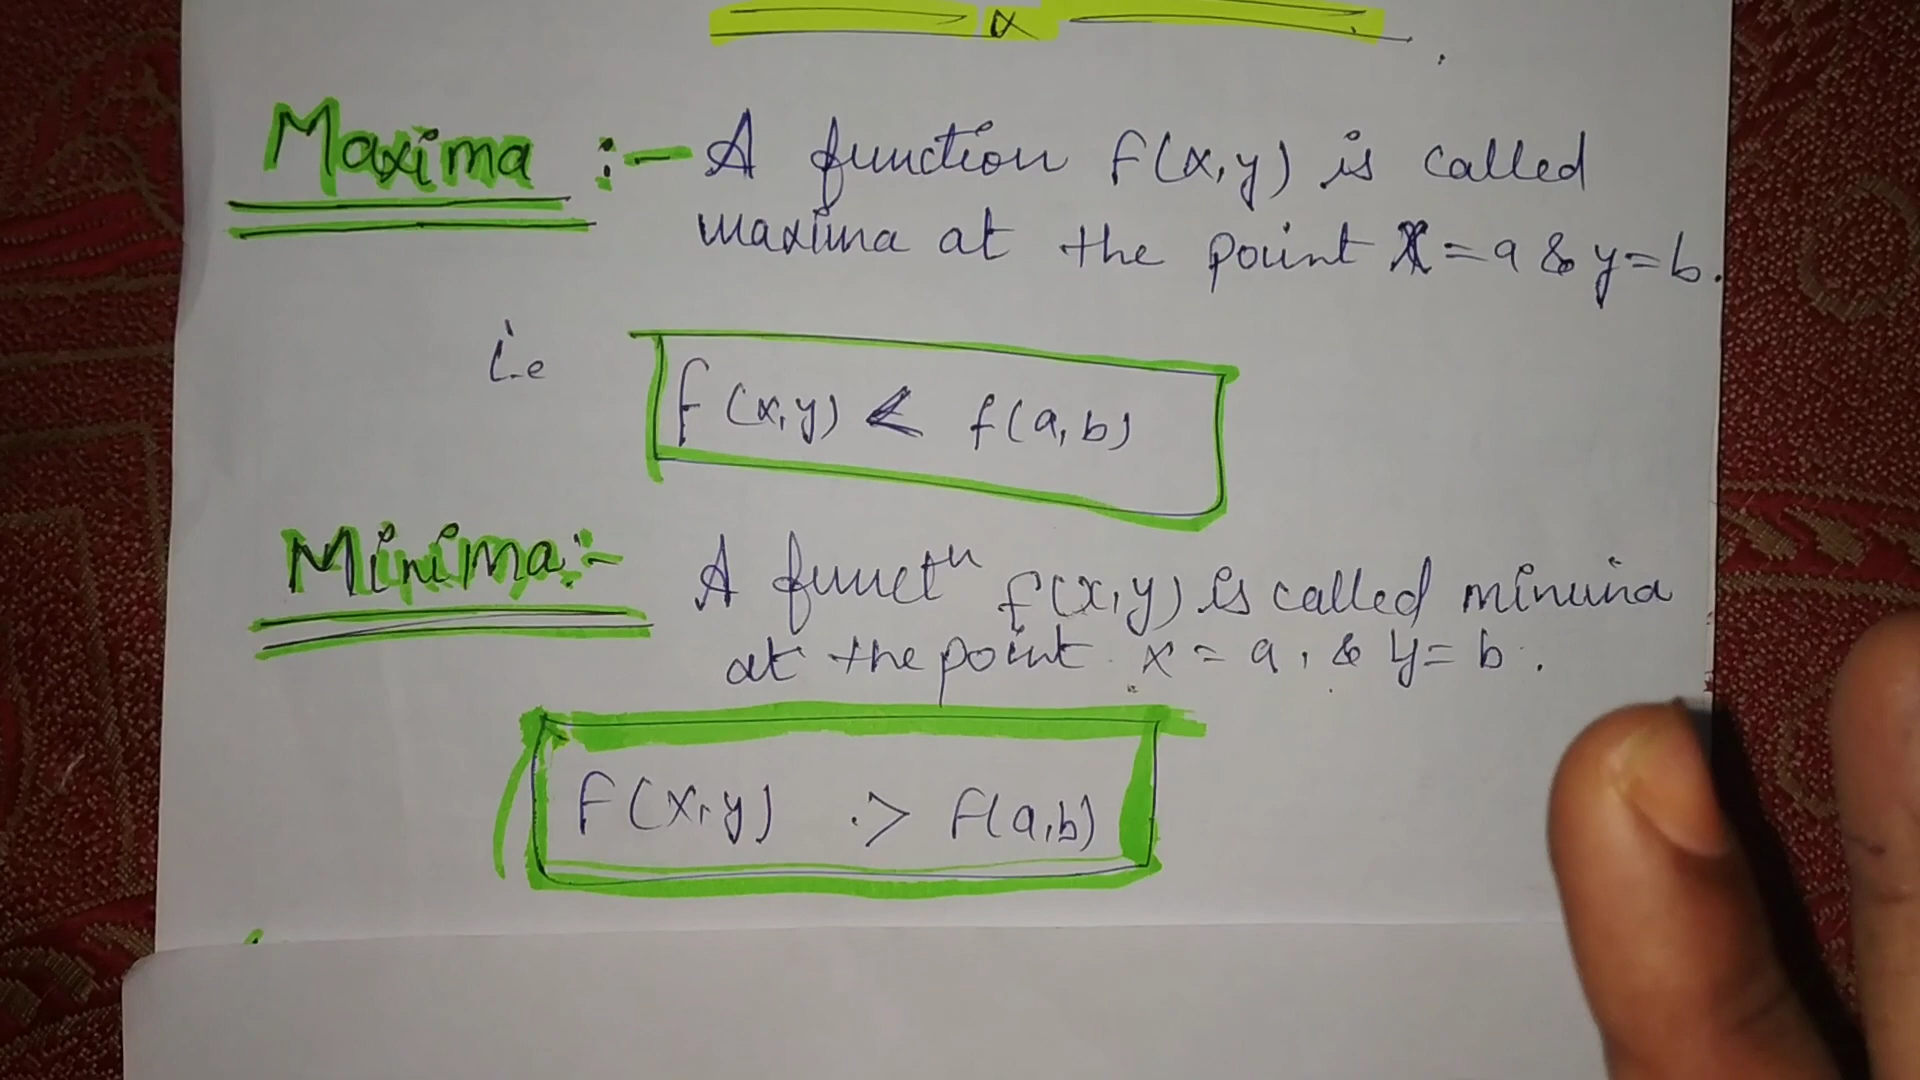 α
Maxima :- A function f(x,y) is called
maxima at the point x=a & y=b.
i.e
f(x,y) < f(a,b)
Minima:- A functn f(x,y) is called minima
at the point x = a, & y = b.
F(x,y) > F(a,b)